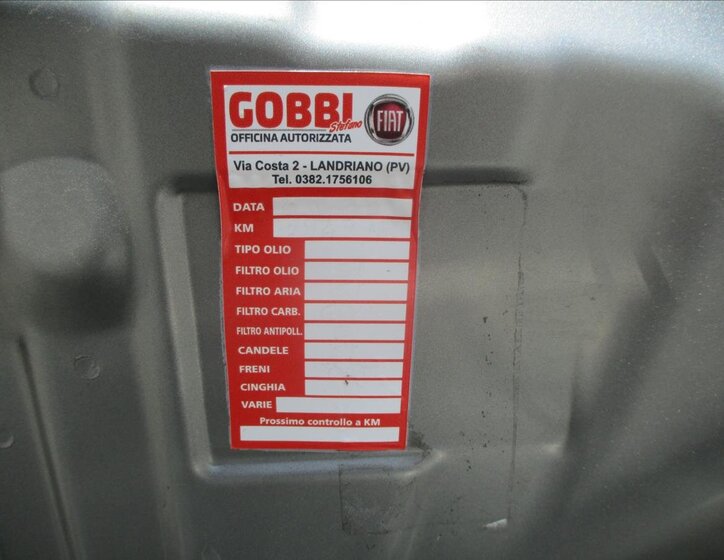 GOBBI
Stefano
FIAT
OFFICINA AUTORIZZATA
Via Costa 2 - LANDRIANO (PV)
Tel. 0382.1756106
DATA
KM
TIPO OLIO
FILTRO OLIO
FILTRO ARIA
FILTRO CARB.
FILTRO ANTIPOLL.
CANDELE
FRENI
CINGHIA
VARIE
Prossimo controllo a KM